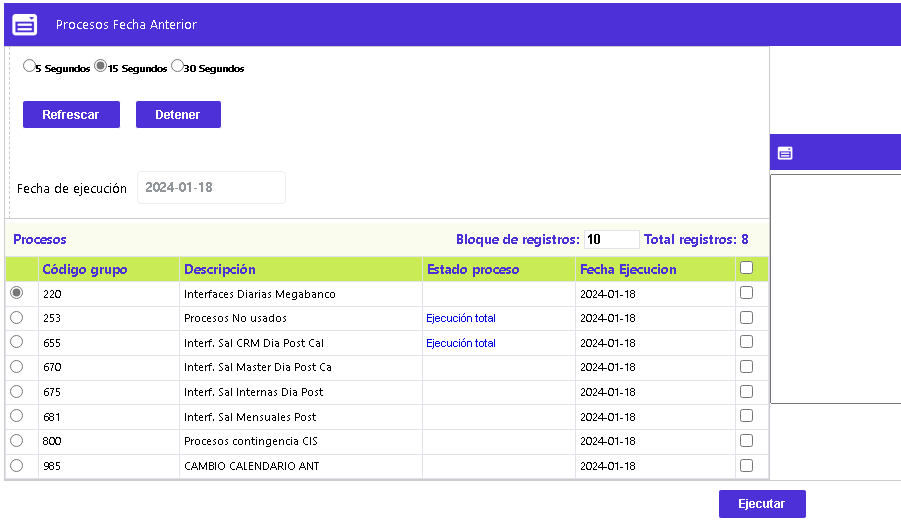 Procesos Fecha Anterior
5 Segundos 15 Segundos 30 Segundos
Refrescar Detener
Fecha de ejecución 2024-01-18
Procesos Bloque de registros: 10 Total registros: 8
Código grupo Descripción Estado proceso Fecha Ejecucion
220 Interfaces Diarias Megabanco 2024-01-18
253 Procesos No usados Ejecución total 2024-01-18
655 Interf. Sal CRM Dia Post Cal Ejecución total 2024-01-18
670 Interf. Sal Master Dia Post Ca 2024-01-18
675 Interf. Sal Internas Dia Post 2024-01-18
681 Interf. Sal Mensuales Post 2024-01-18
800 Procesos contingencia CIS 2024-01-18
985 CAMBIO CALENDARIO ANT 2024-01-18
Ejecutar